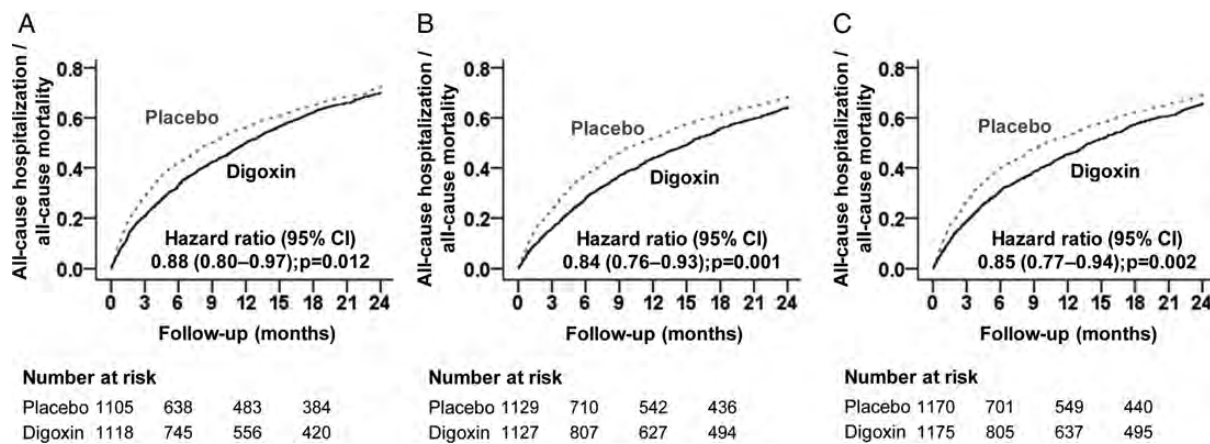 A
All-cause hospitalization /
all-cause mortality
0.8
0.6
0.4
0.2
0.0
Placebo
Digoxin
Hazard ratio (95% CI)
0.88 (0.80–0.97);p=0.012
0 3 6 9 12 15 18 21 24
Follow-up (months)
Number at risk
Placebo 1105 638 483 384
Digoxin 1118 745 556 420
B
All-cause hospitalization /
all-cause mortality
0.8
0.6
0.4
0.2
0.0
Placebo
Digoxin
Hazard ratio (95% CI)
0.84 (0.76–0.93);p=0.001
0 3 6 9 12 15 18 21 24
Follow-up (months)
Number at risk
Placebo 1129 710 542 436
Digoxin 1127 807 627 494
C
All-cause hospitalization /
all-cause mortality
0.8
0.6
0.4
0.2
0.0
Placebo
Digoxin
Hazard ratio (95% CI)
0.85 (0.77–0.94);p=0.002
0 3 6 9 12 15 18 21 24
Follow-up (months)
Number at risk
Placebo 1170 701 549 440
Digoxin 1175 805 637 495